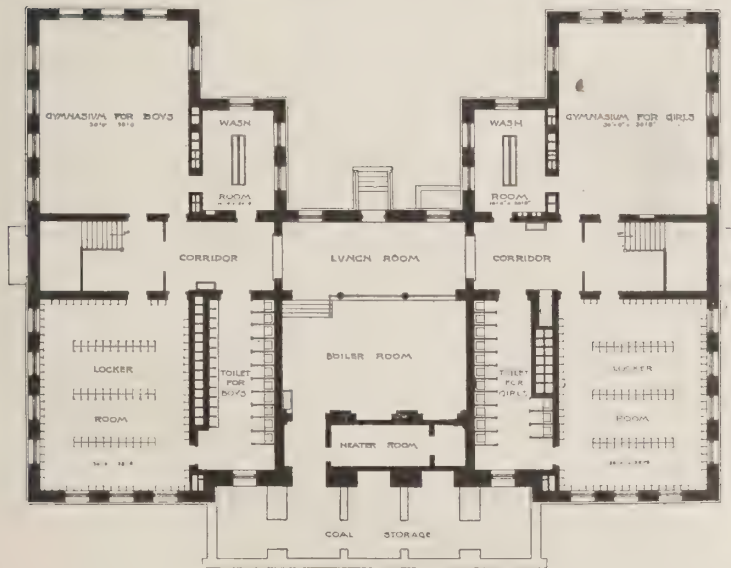 GYMNASIUM FOR BOYS
WASH
ROOM
WASH
ROOM
GYMNASIUM FOR GIRLS
CORRIDOR
LUNCH ROOM
CORRIDOR
LOCKER
ROOM
TOILET
FOR
BOYS
BOILER ROOM
TOILET
FOR
GIRLS
LOCKER
ROOM
HEATER ROOM
COAL STORAGE